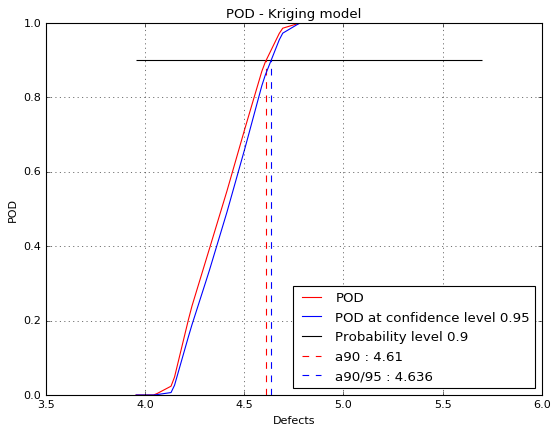 POD - Kriging model
1.0
0.8
0.6
0.4
0.2
0.0
POD
POD
POD at confidence level 0.95
Probability level 0.9
a90 : 4.61
a90/95 : 4.636
3.5 4.0 4.5 5.0 5.5 6.0
Defects